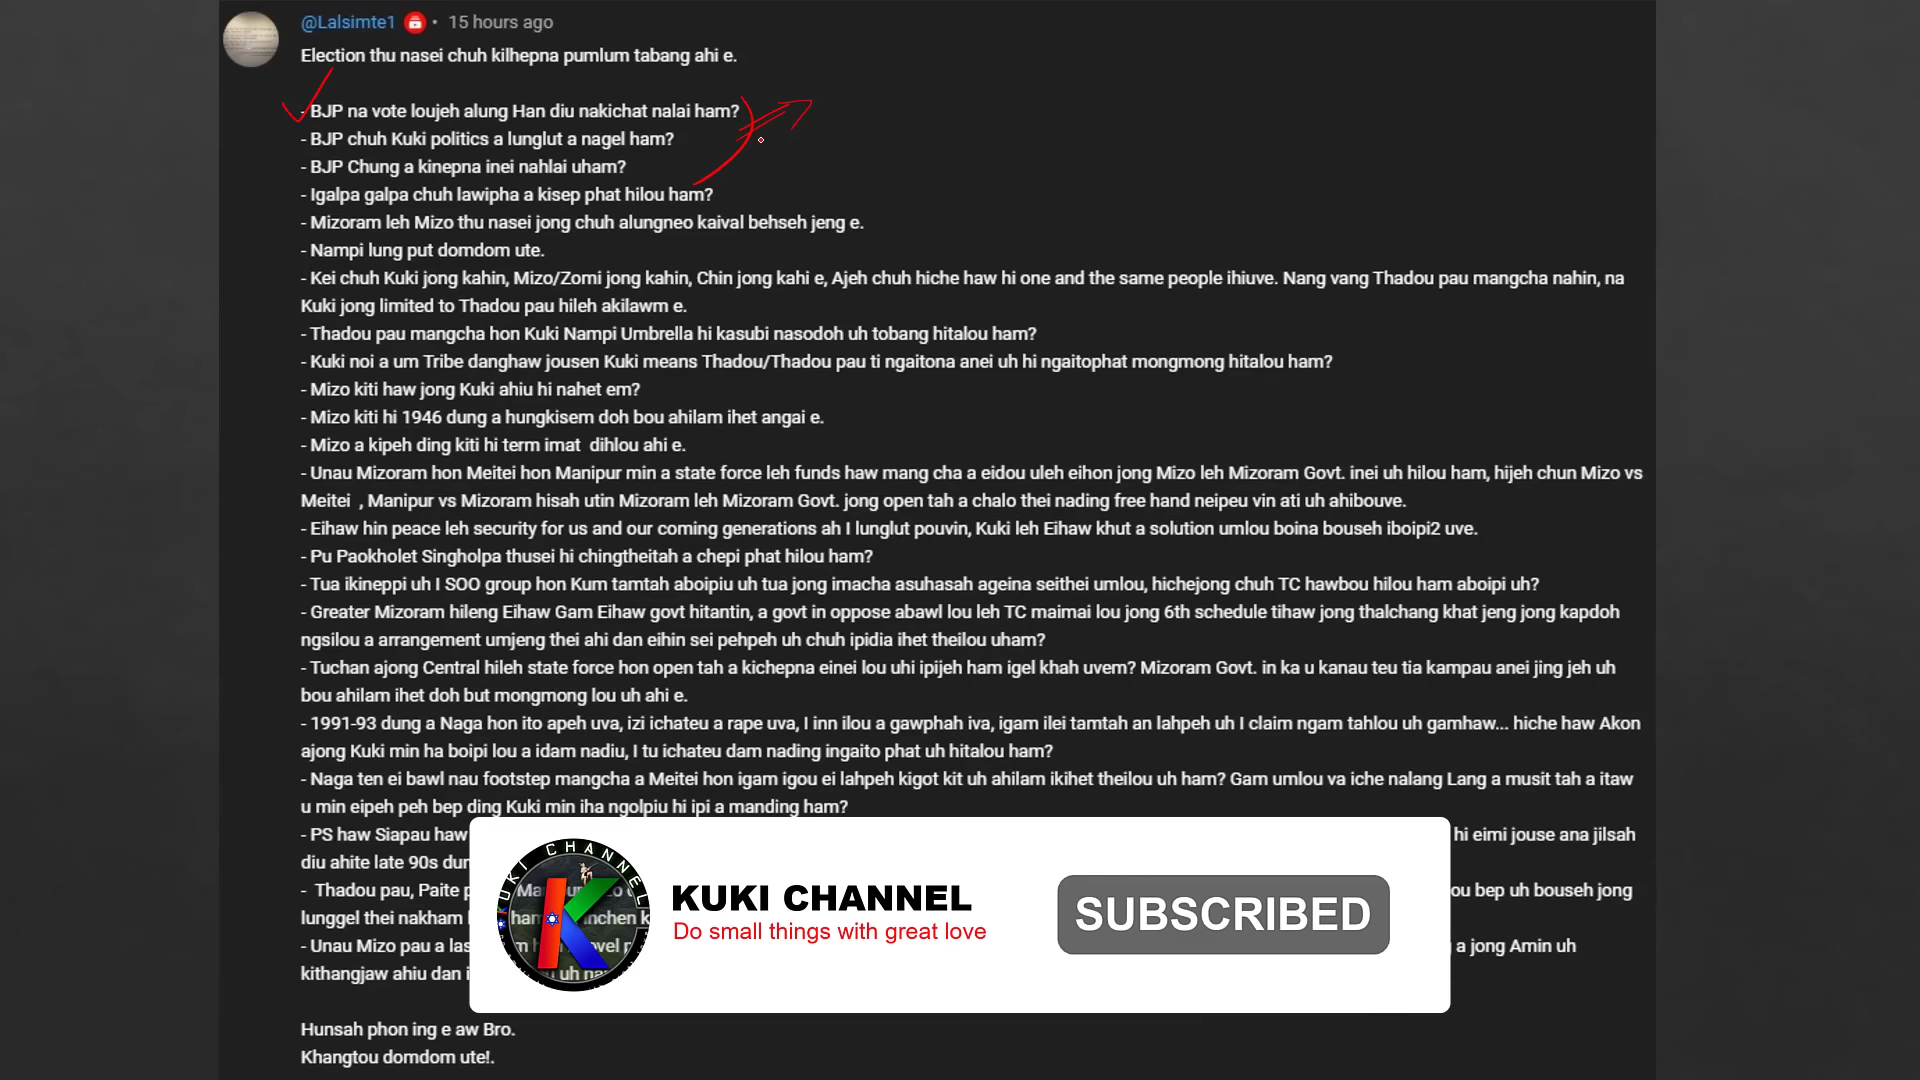 @Lalsimte1 • 15 hours ago
Election thu nasei chuh kilhepna pumlum tabang ahi e.
- BJP na vote loujeh alung Han diu nakichat nalai ham?
- BJP chuh Kuki politics a lunglut a nagel ham?
- BJP Chung a kinepna inei nahlai uham?
- Igalpa galpa chuh lawipha a kisep phat hilou ham?
- Mizoram leh Mizo thu nasei jong chuh alungneo kaival behseh jeng e.
- Nampi lung put domdom ute.
- Kei chuh Kuki jong kahin, Mizo/Zomi jong kahin, Chin jong kahi e, Ajeh chuh hiche haw hi one and the same people ihiuve. Nang vang Thadou pau mangcha nahin, na
Kuki jong limited to Thadou pau hileh akilawm e.
- Thadou pau mangcha hon Kuki Nampi Umbrella hi kasubi nasodoh uh tobang hitalou ham?
- Kuki noi a um Tribe danghaw jousen Kuki means Thadou/Thadou pau ti ngaitona anei uh hi ngaitophat mongmong hitalou ham?
- Mizo kiti haw jong Kuki ahiu hi nahet em?
- Mizo kiti hi 1946 dung a hungkisem doh bou ahilam ihet angai e.
- Mizo a kipeh ding kiti hi term imat dihlou ahi e.
- Unau Mizoram hon Meitei hon Manipur min a state force leh funds haw mang cha a eidou uleh eihon jong Mizo leh Mizoram Govt. inei uh hilou ham, hijeh chun Mizo vs
Meitei , Manipur vs Mizoram hisah utin Mizoram leh Mizoram Govt. jong open tah a chalo thei nading free hand neipeu vin ati uh ahibouve.
- Eihaw hin peace leh security for us and our coming generations ah I lunglut pouvin, Kuki leh Eihaw khut a solution umlou boina bouseh iboipi2 uve.
- Pu Paokholet Singholpa thusei hi chingtheitah a chepi phat hilou ham?
- Tua ikineppi uh I SOO group hon Kum tamtah aboipiu uh tua jong imacha asuhasah ageina seithei umlou, hichejong chuh TC hawbou hilou ham aboipi uh?
- Greater Mizoram hileng Eihaw Gam Eihaw govt hitantin, a govt in oppose abawl lou leh TC maimai lou jong 6th schedule tihaw jong thalchang khat jeng jong kapdoh
ngsilou a arrangement umjeng thei ahi dan eihin sei pehpeh uh chuh ipidia ihet theilou uham?
- Tuchan ajong Central hileh state force hon open tah a kichepna einei lou uhi ipijeh ham igel khah uvem? Mizoram Govt. in ka u kanau teu tia kampau anei jing jeh uh
bou ahilam ihet doh but mongmong lou uh ahi e.
- 1991-93 dung a Naga hon ito apeh uva, izi ichateu a rape uva, I inn ilou a gawphah iva, igam ilei tamtah an lahpeh uh I claim ngam tahlou uh gamhaw... hiche haw Akon
ajong Kuki min ha boipi lou a idam nadiu, I tu ichateu dam nading ingaito phat uh hitalou ham?
- Naga ten ei bawl nau footstep mangcha a Meitei hon igam igou ei lahpeh kigot kit uh ahilam ikihet theilou uh ham? Gam umlou va iche nalang Lang a musit tah a itaw
u min eipeh peh bep ding Kuki min iha ngolpiu hi ipi a manding ham?
- PS haw Siapau haw hi eimi jouse ana jilsah
diu ahite late 90s
- Thadou pau, Paite bep uh bouseh jong
lunggel thei nakham
- Unau Mizo pau a a jong Amin uh
kithangjaw ahiu dan
KUKI CHANNEL
KUKI CHANNEL
Do small things with great love
SUBSCRIBED
Hunsah phon ing e aw Bro.
Khangtou domdom ute!.